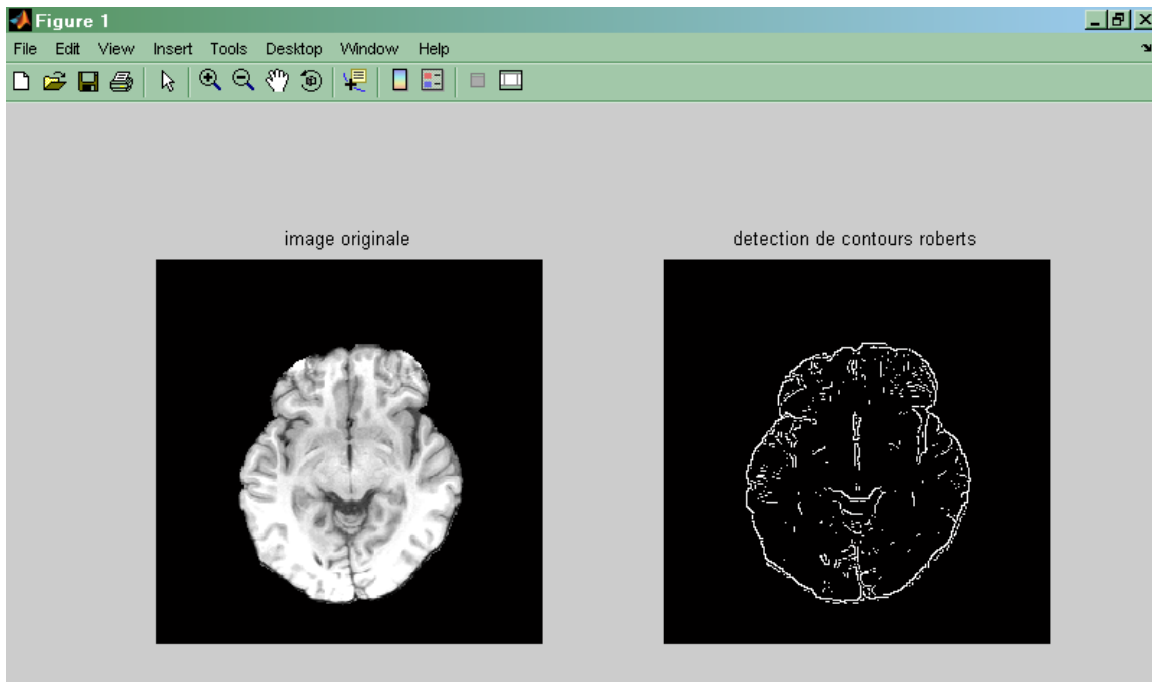 Figure 1
File Edit View Insert Tools Desktop Window Help
image originale
detection de contours roberts